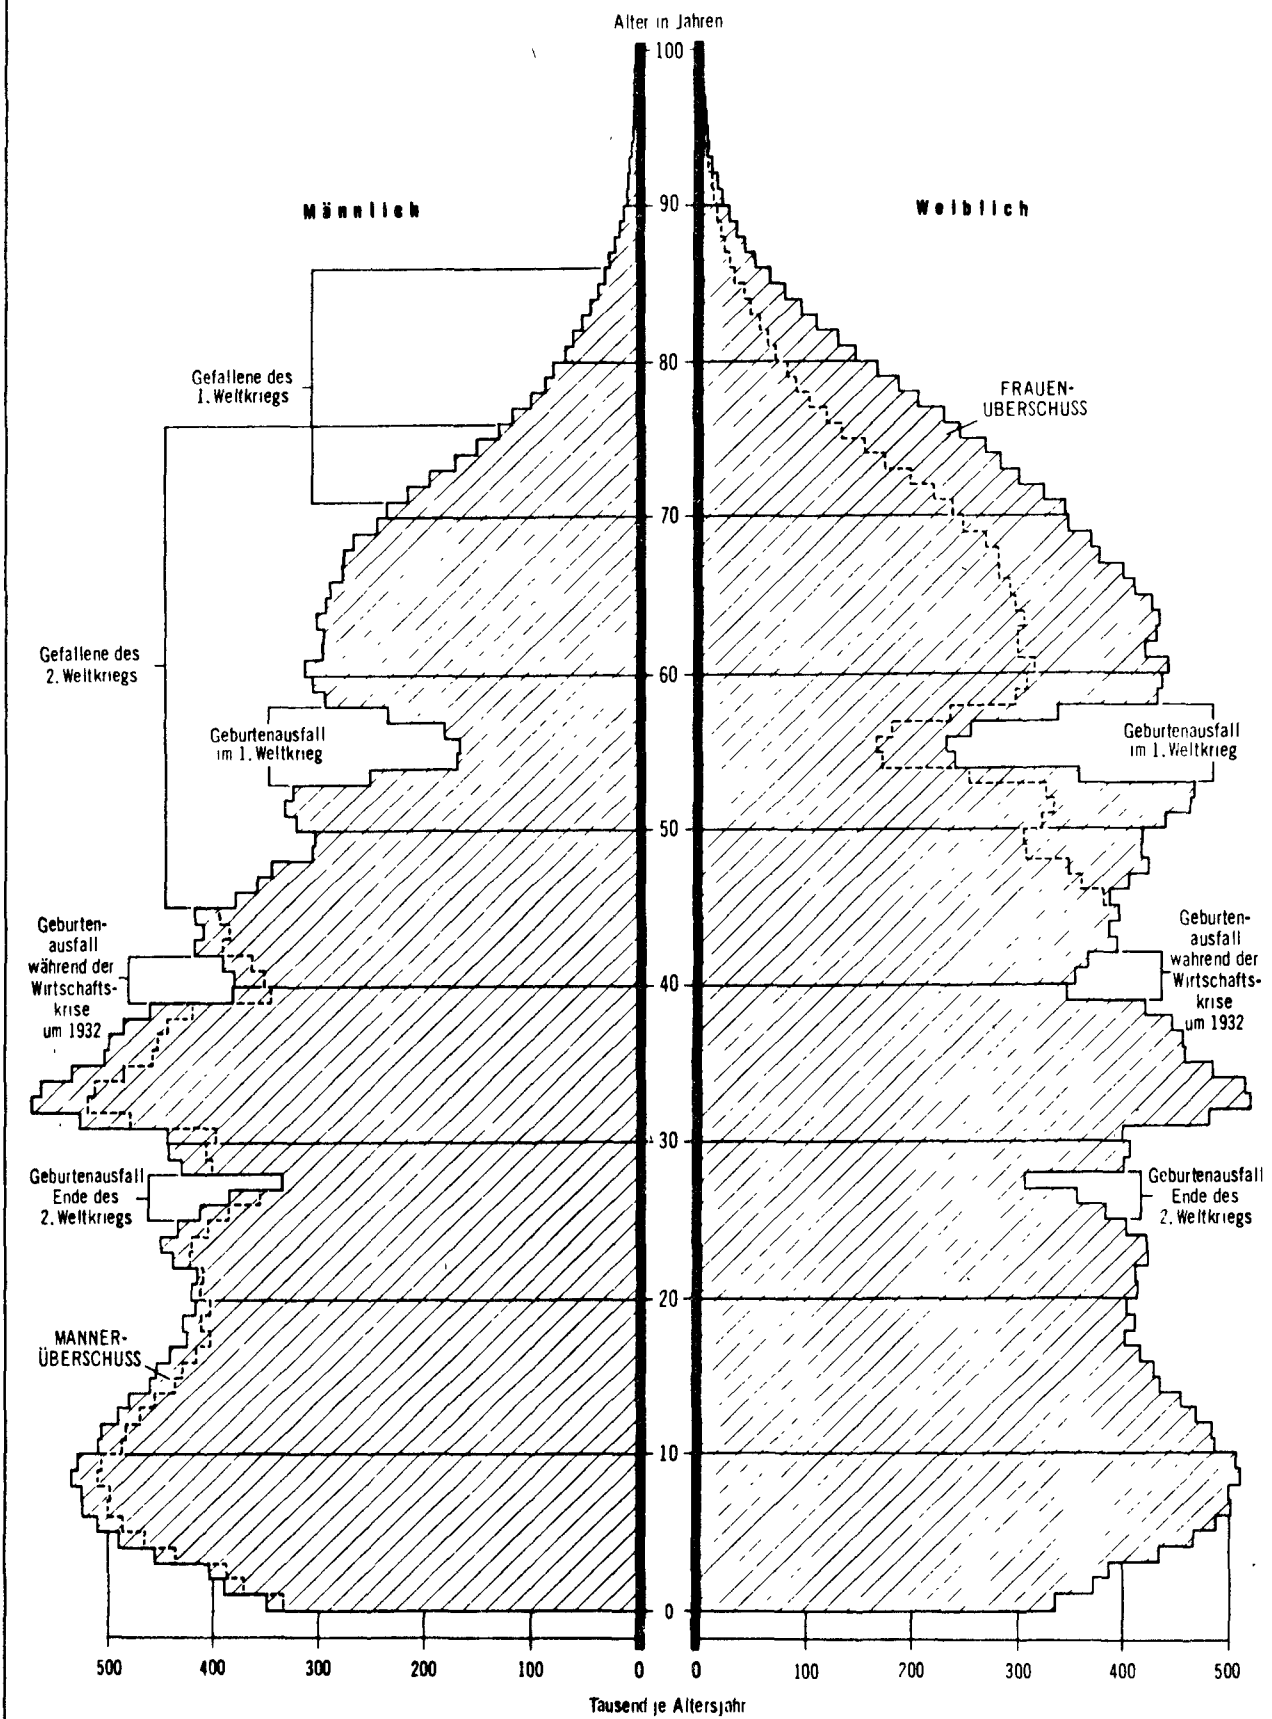 Alter in Jahren
100
Männlich
Weiblich
90
Gefallene des
1. Weltkriegs
80
FRAUEN-
ÜBERSCHUSS
70
Gefallene des
2. Weltkriegs
60
Geburtenausfall
im 1. Weltkrieg
Geburtenausfall
im 1. Weltkrieg
50
Geburten-
ausfall
während der
Wirtschafts-
krise
um 1932
Geburten-
ausfall
während der
Wirtschafts-
krise
um 1932
40
30
Geburtenausfall
Ende des
2. Weltkriegs
Geburtenausfall
Ende des
2. Weltkriegs
20
MÄNNER-
ÜBERSCHUSS
10
0
500 400 300 200 100 0 0 100 200 300 400 500
Tausend je Altersjahr